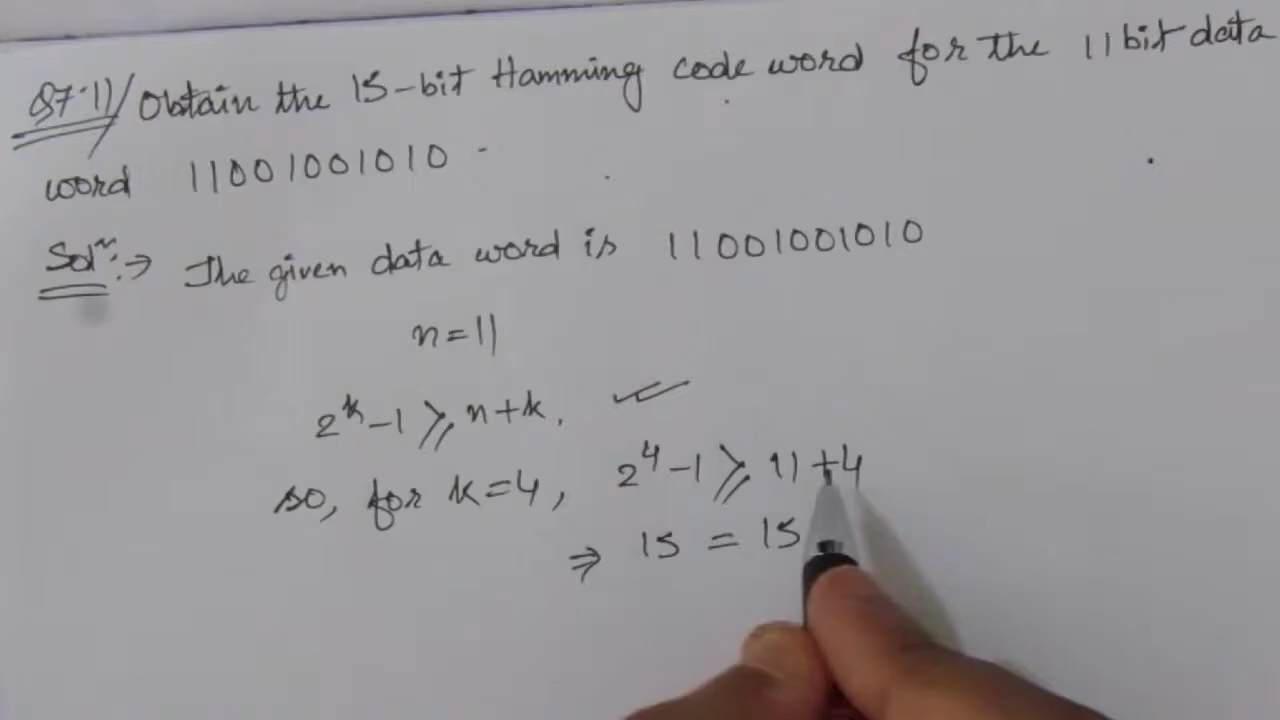 Q7.11/ Obtain the 15-bit Hamming code word for the 11 bit data
word 11001001010.
Solⁿ:→ The given data word is 11001001010
n=11
2^k-1 ≥ n+k.
so, for k=4, 2^4-1 ≥ 11+4
⇒ 15 = 15